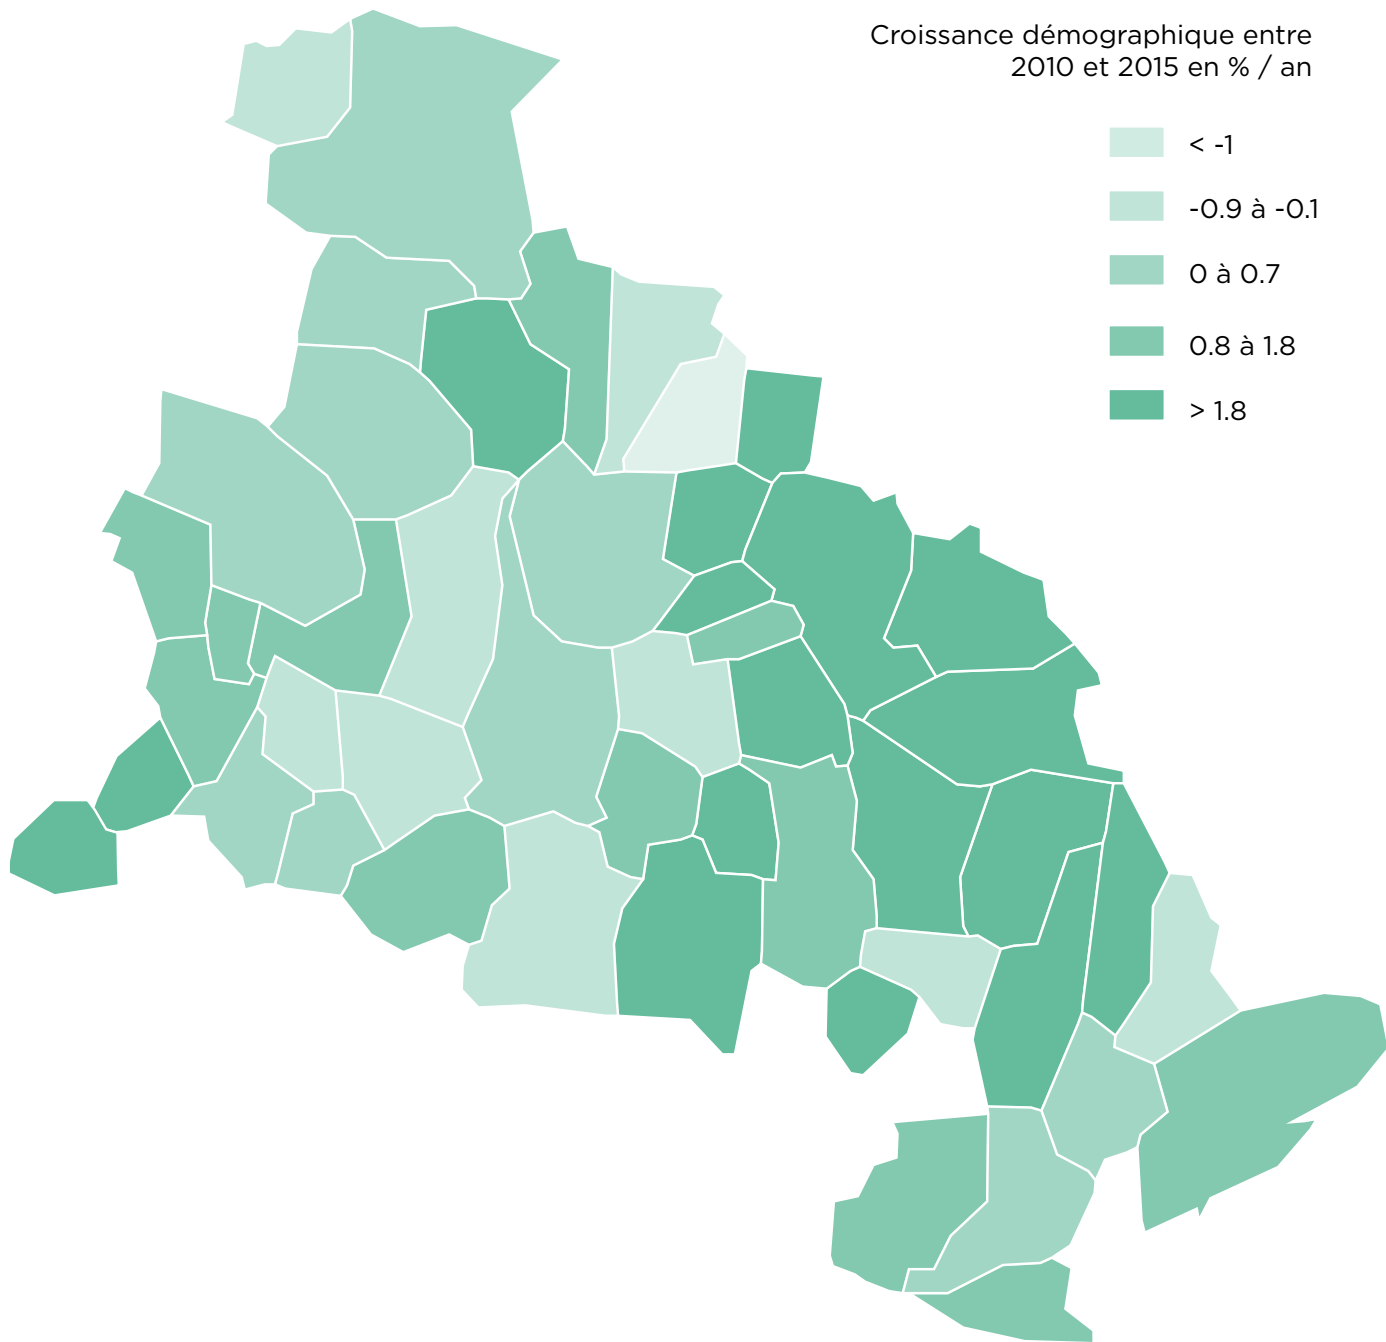 Croissance démographique entre
2010 et 2015 en % / an
< -1
-0.9 à -0.1
0 à 0.7
0.8 à 1.8
> 1.8